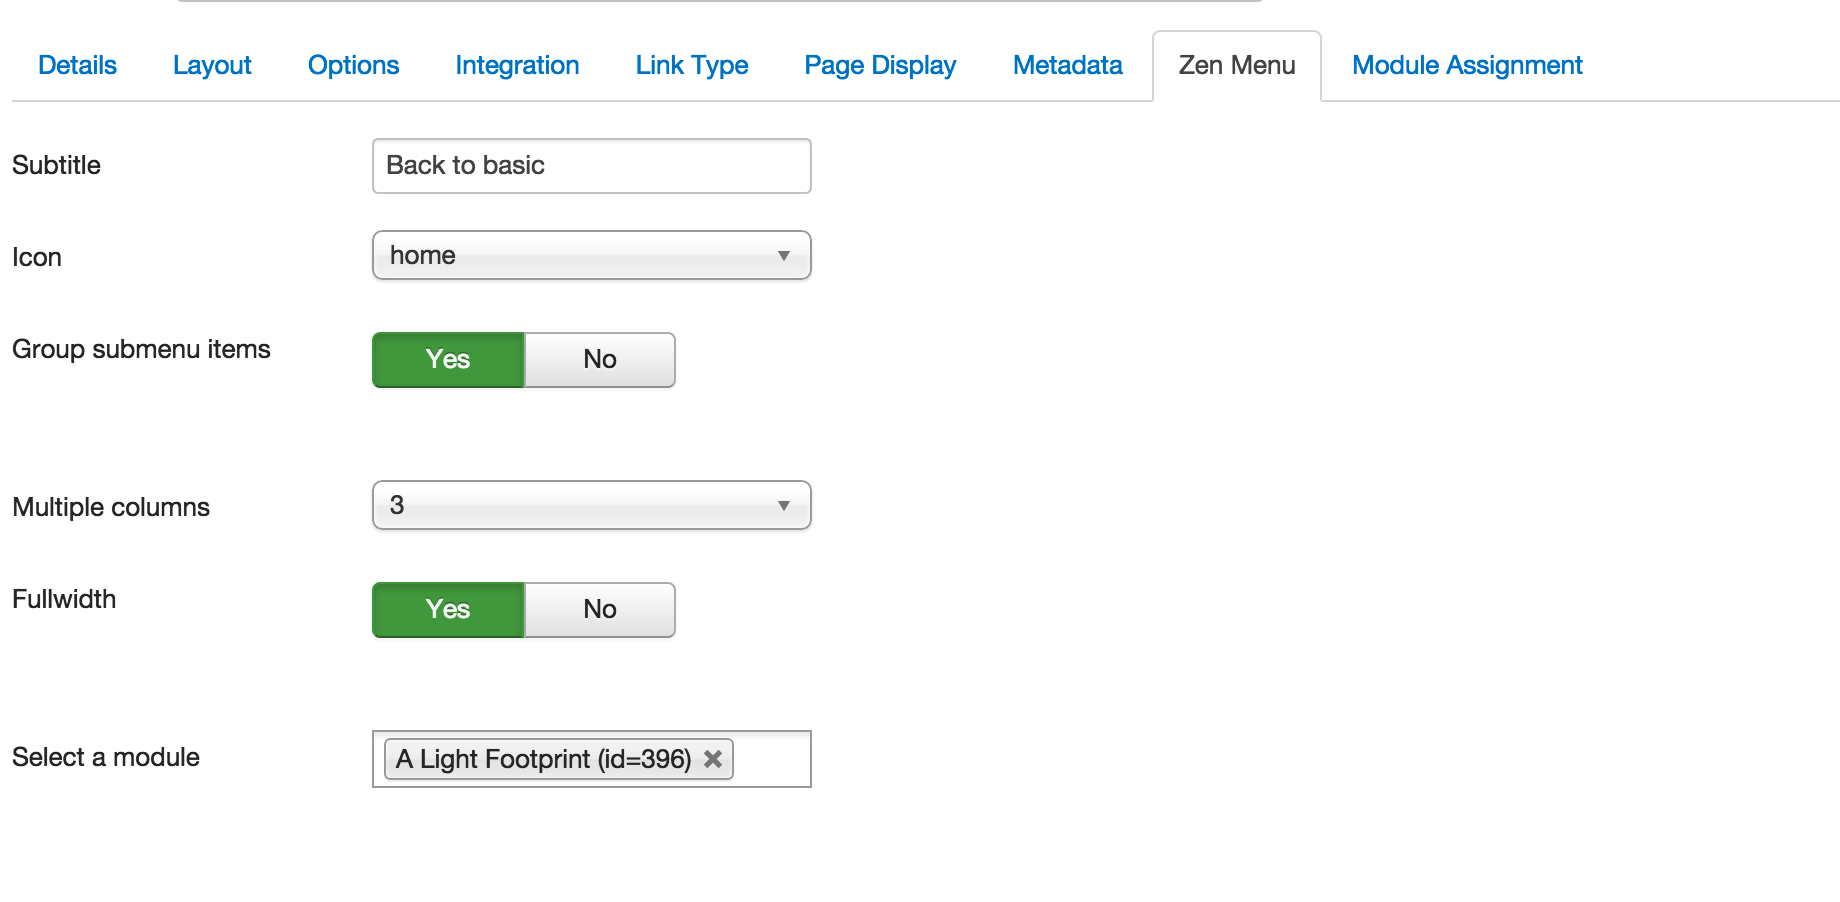 Details Layout Options Integration Link Type Page Display Metadata Zen Menu Module Assignment
Subtitle Back to basic
Icon home
Group submenu items Yes No
Multiple columns 3
Fullwidth Yes No
Select a module A Light Footprint (id=396)